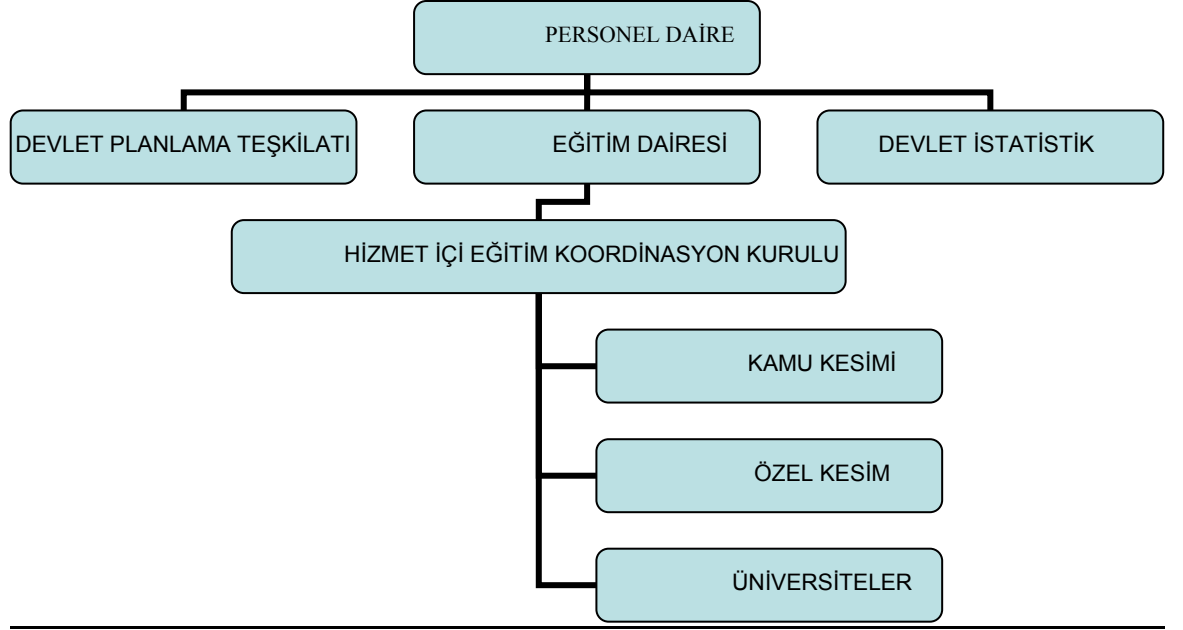 PERSONEL DAİRE
DEVLET PLANLAMA TEŞKİLATI
EĞİTİM DAİRESİ
DEVLET İSTATİSTİK
HİZMET İÇİ EĞİTİM KOORDİNASYON KURULU
KAMU KESİMİ
ÖZEL KESİM
ÜNİVERSİTELER